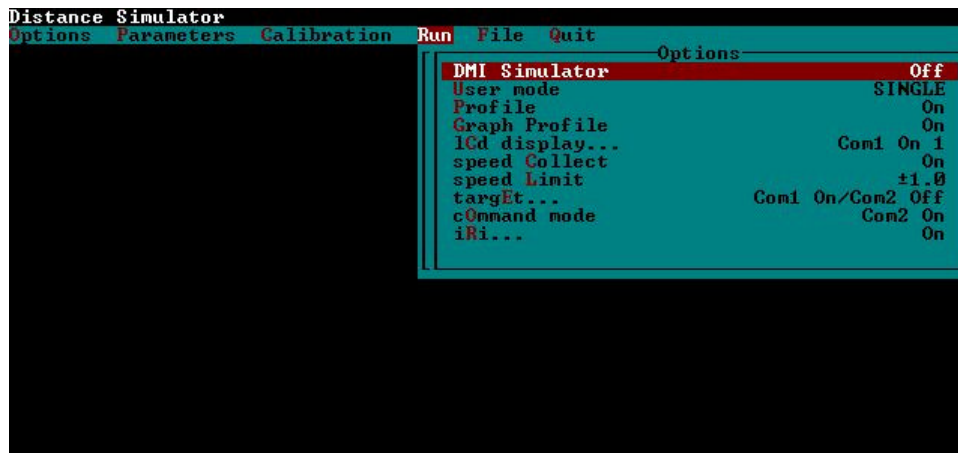 Distance Simulator
Options Parameters Calibration Run File Quit
Options
DMI Simulator Off
User mode SINGLE
Profile On
Graph Profile On
lCd display... Com1 On 1
speed Collect On
speed Limit ±1.0
targEt... Com1 On/Com2 Off
cOmmand mode Com2 On
iRi... On